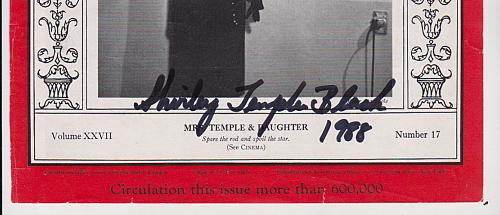 Shirley Temple Black
1988
Volume XXVII
MRS. TEMPLE & DAUGHTER
Number 17
Spare the rod and spoil the star.
(See CINEMA)
Circulation this issue more than 600,000